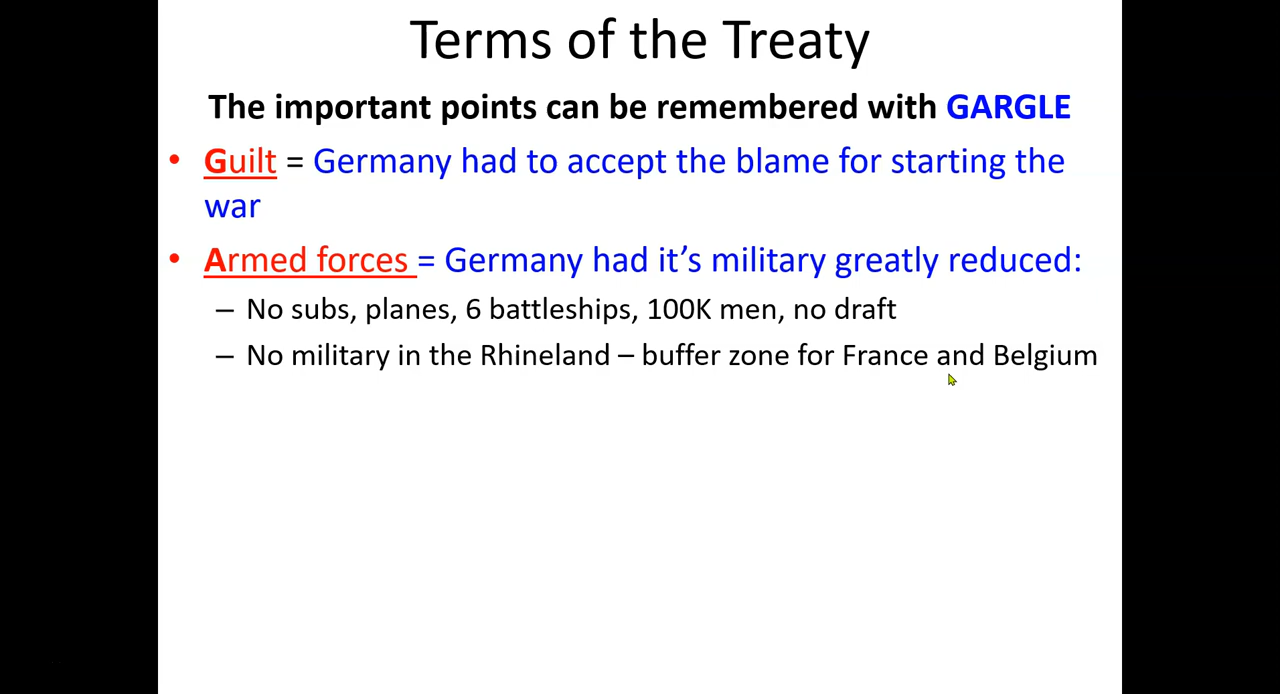 Terms of the Treaty
The important points can be remembered with GARGLE
• Guilt = Germany had to accept the blame for starting the
war
• Armed forces = Germany had it’s military greatly reduced:
– No subs, planes, 6 battleships, 100K men, no draft
– No military in the Rhineland – buffer zone for France and Belgium